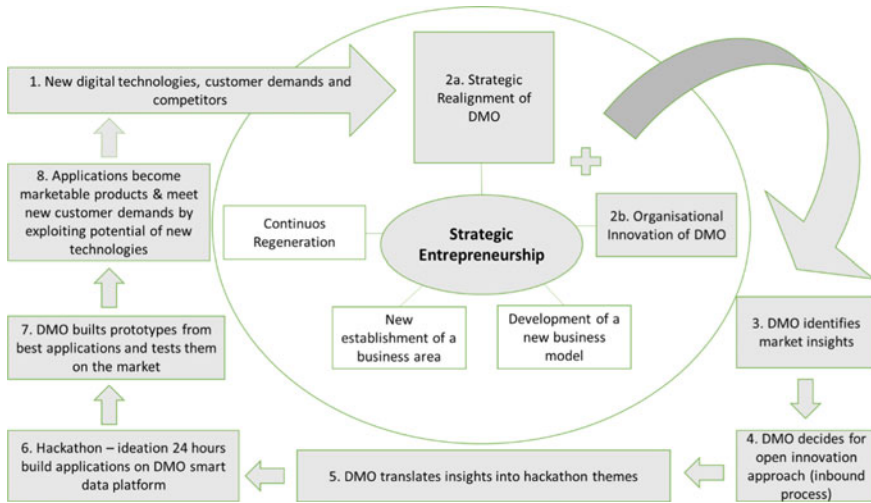 1. New digital technologies, customer demands and
competitors
2a. Strategic
Realignment of
DMO
8. Applications become
marketable products & meet
new customer demands by
exploiting potential of new
technologies
Continuos
Regeneration
Strategic
Entrepreneurship
2b. Organisational
Innovation of DMO
New
establishment of a
business area
Development of a
new business
model
7. DMO builts prototypes from
best applications and tests them
on the market
3. DMO identifies
market insights
6. Hackathon – ideation 24 hours
build applications on DMO smart
data platform
5. DMO translates insights into hackathon themes
4. DMO decides for
open innovation
approach (inbound
process)